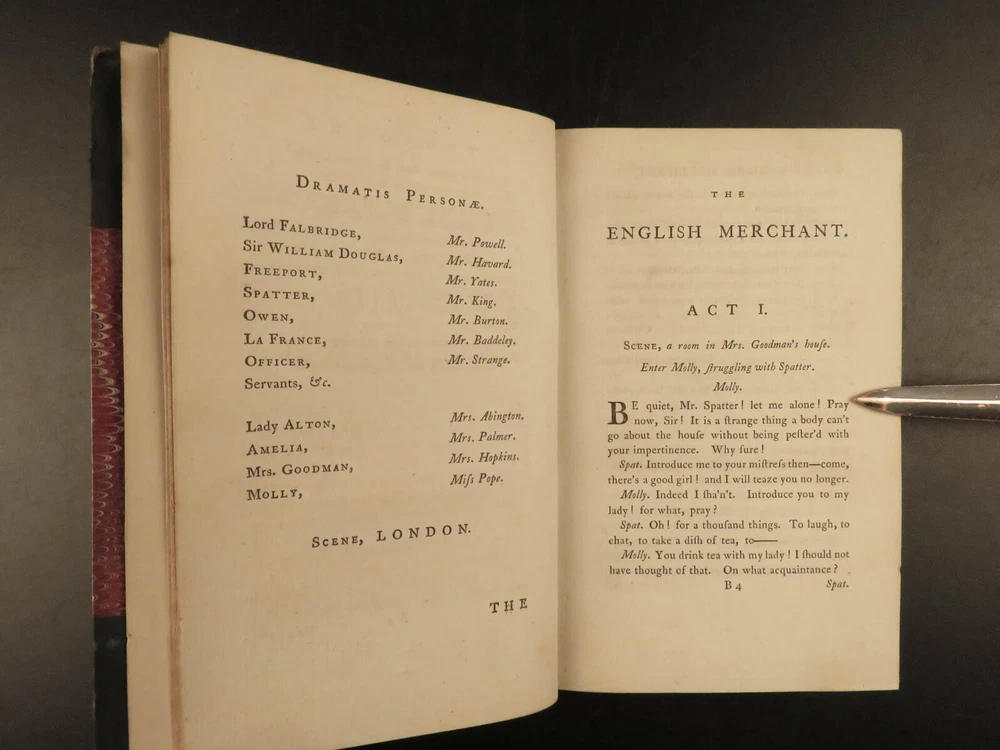 DRAMATIS PERSONÆ.
Lord FALBRIDGE, Mr. Powell.
Sir WILLIAM DOUGLAS, Mr. Havard.
FREEPORT, Mr. Yates.
SPATTER, Mr. King.
OWEN, Mr. Burton.
LA FRANCE, Mr. Baddeley.
OFFICER, Mr. Strange.
Servants, &c.
Lady ALTON, Mrs. Abington.
AMELIA, Mrs. Palmer.
Mrs. GOODMAN, Mrs. Hopkins.
MOLLY, Miſs Pope.
SCENE, LONDON.
THE
THE
ENGLISH MERCHANT.
ACT I.
SCENE, a room in Mrs. Goodman's houſe.
Enter Molly, ſtruggling with Spatter.
Molly.
BE quiet, Mr. Spatter! let me alone! Pray
now, Sir! It is a ſtrange thing a body can't
go about the houſe without being peſter'd with
your impertinence. Why ſure!
Spat. Introduce me to your miſtreſs then—come,
there's a good girl! and I will teaze you no longer.
Molly. Indeed I ſha'n't. Introduce you to my
lady! for what, pray?
Spat. Oh! for a thouſand things. To laugh, to
chat, to take a diſh of tea, to——
Molly. You drink tea with my lady! I ſhould not
have thought of that. On what acquaintance?
B 4 Spat.